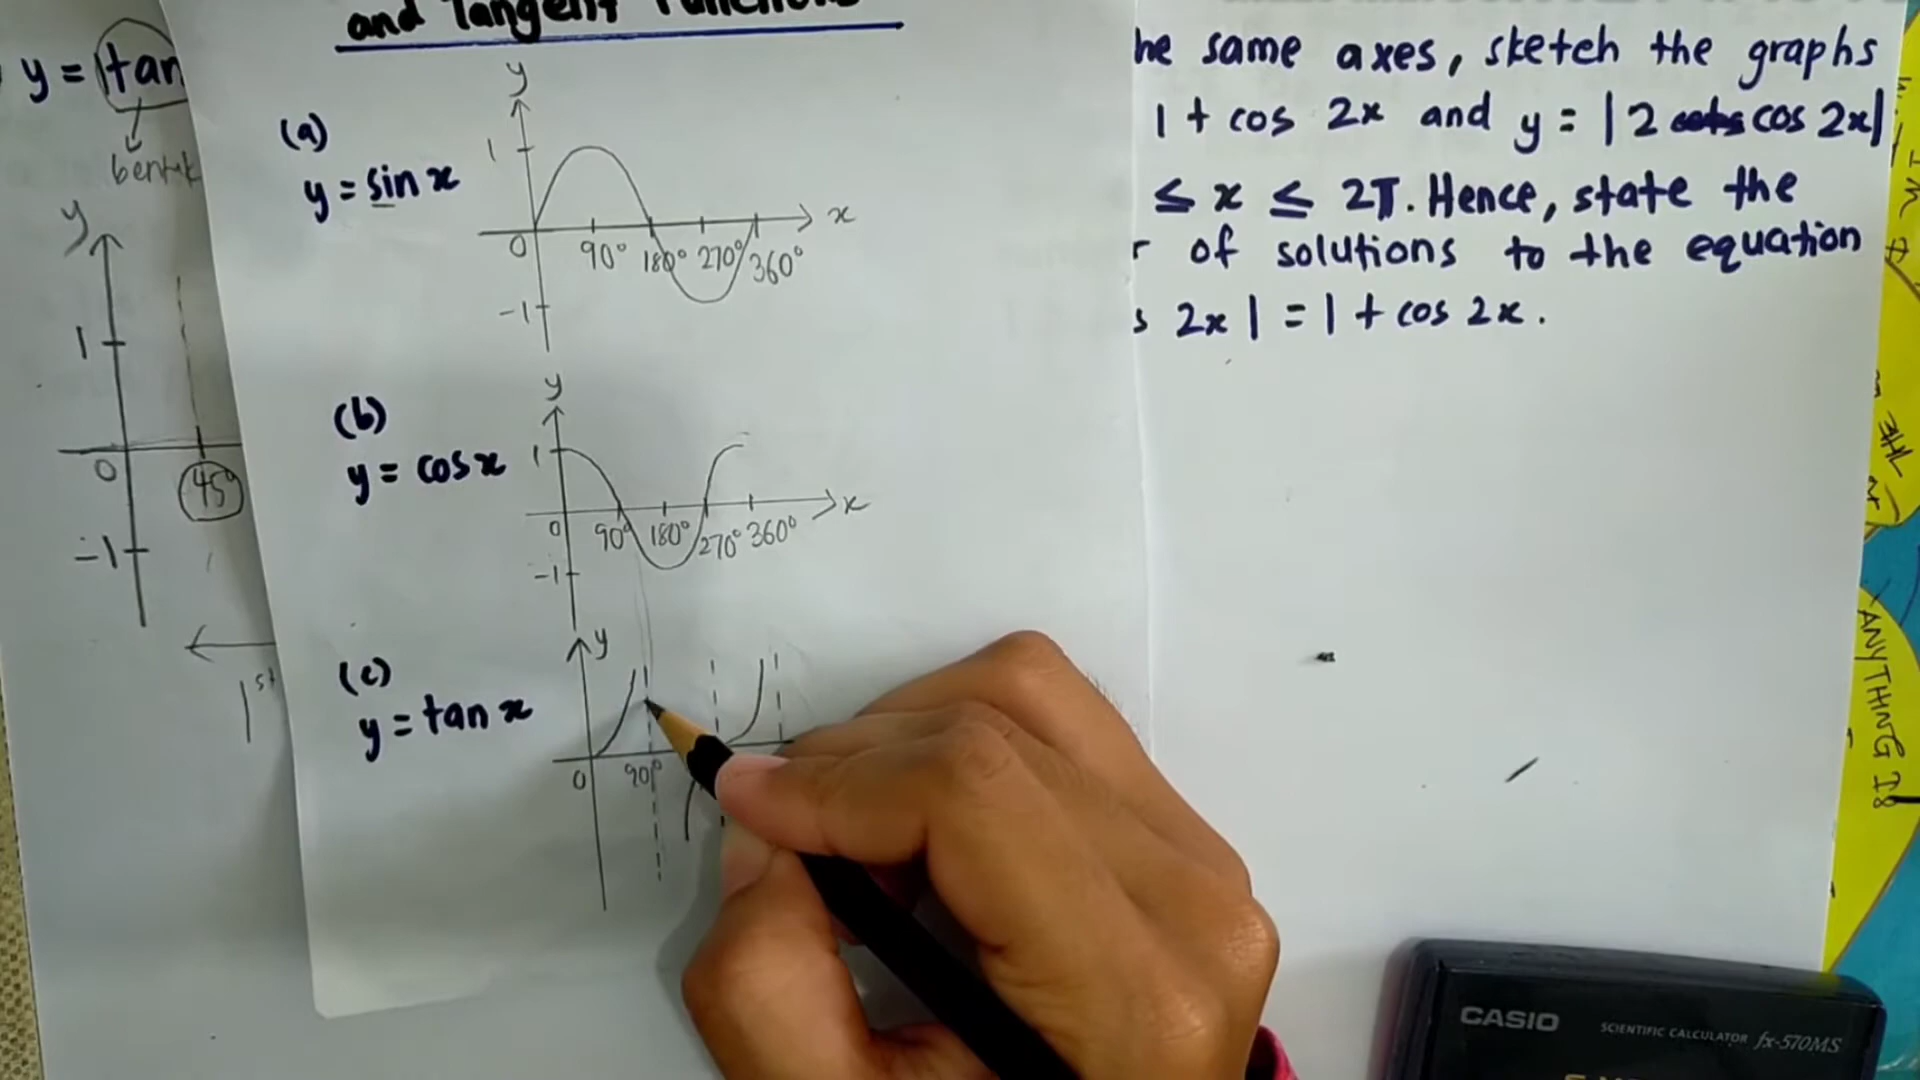 and Tangent Functions
y = |tan
bentuk
y
1
0
45°
-1
1st
(a)
y = sin x
y
1
0
90° 180° 270° 360°
x
-1
(b)
y = cos x
y
1
0
90° 180° 270° 360°
x
-1
(c)
y = tan x
y
0
90°
he same axes, sketch the graphs
1 + cos 2x and y = |2 cos 2x|
≤ x ≤ 2π. Hence, state the
r of solutions to the equation
s 2x| = 1 + cos 2x.
THE
ANYTHNG IS
CASIO
SCIENTIFIC CALCULATOR fx-570MS